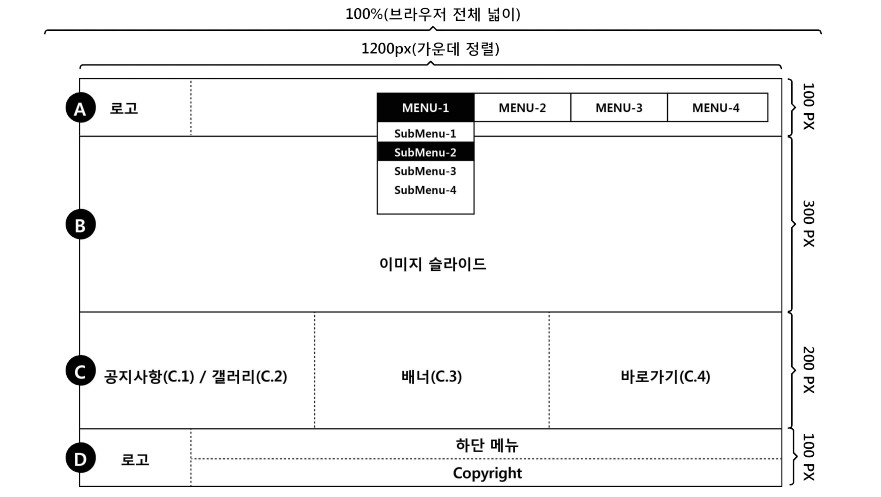 100%(브라우저 전체 넓이)
1200px(가운데 정렬)
A
로고
MENU-1
MENU-2
MENU-3
MENU-4
100 PX
SubMenu-1
SubMenu-2
SubMenu-3
SubMenu-4
B
이미지 슬라이드
300 PX
C
공지사항(C.1) / 갤러리(C.2)
배너(C.3)
바로가기(C.4)
200 PX
D
로고
하단 메뉴
Copyright
100 PX